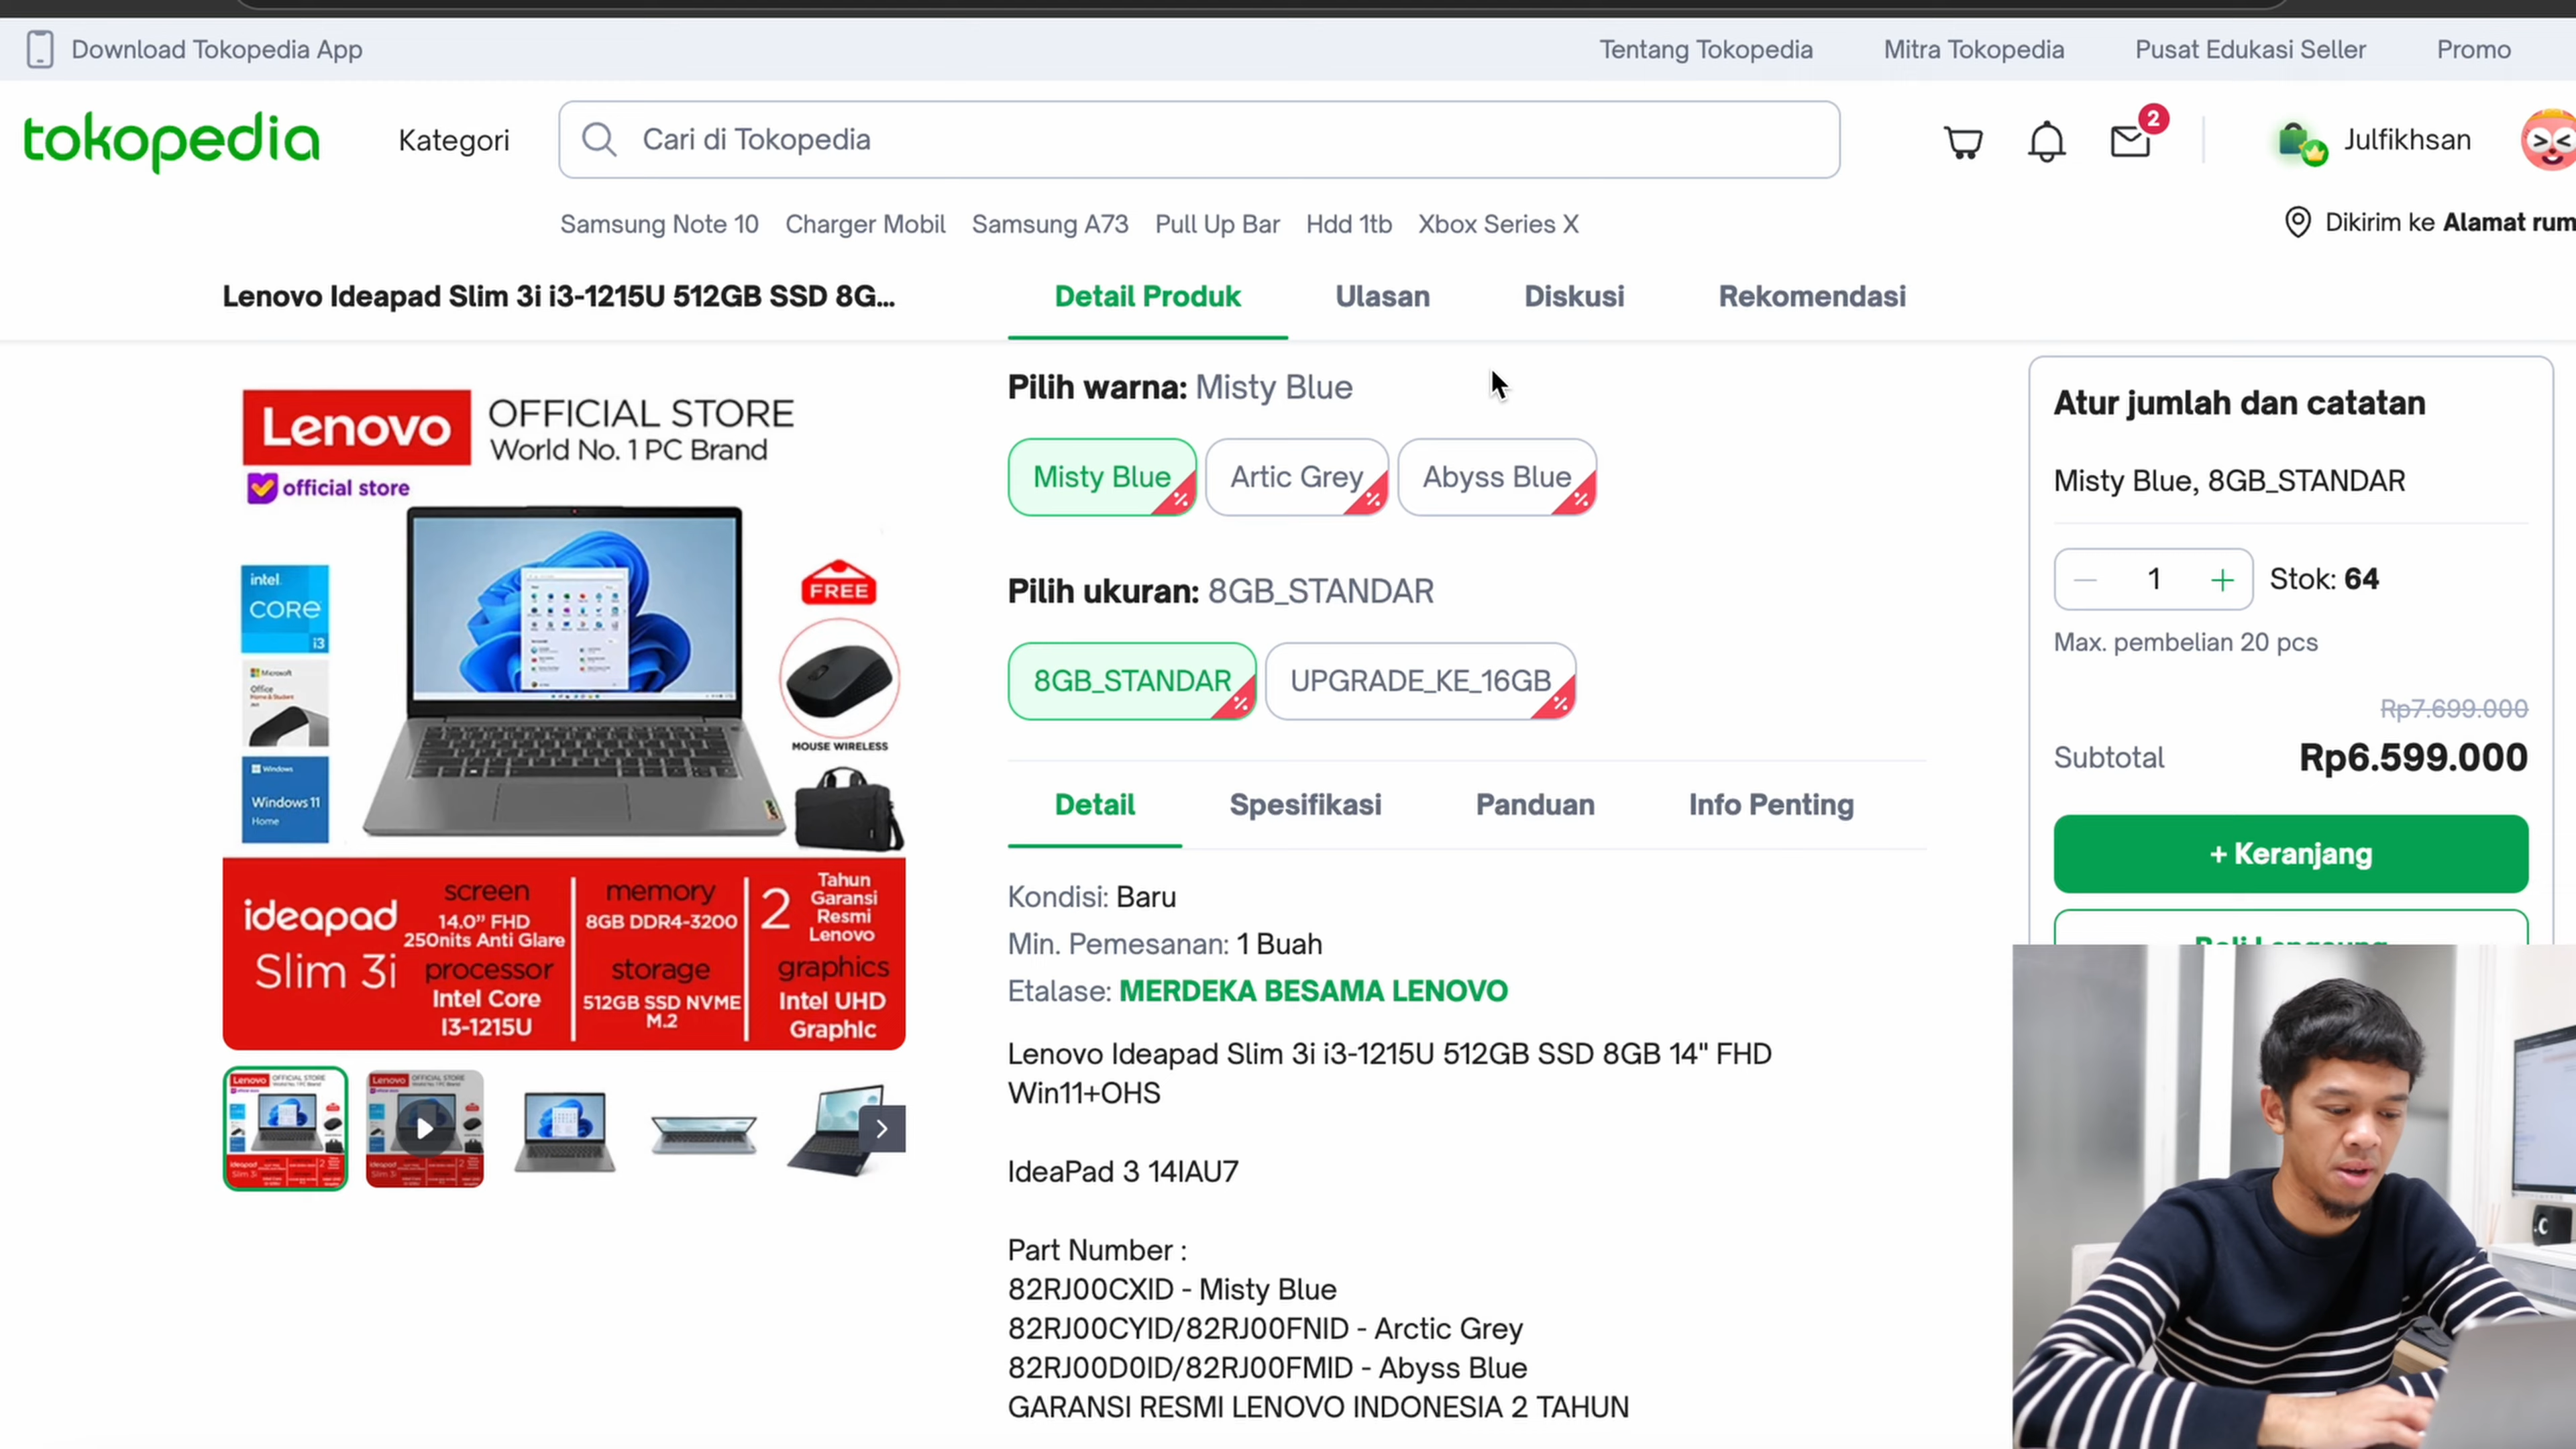 Download Tokopedia App
Tentang Tokopedia
Mitra Tokopedia
Pusat Edukasi Seller
Promo
tokopedia
Kategori
Cari di Tokopedia
2
Julfikhsan
Samsung Note 10
Charger Mobil
Samsung A73
Pull Up Bar
Hdd 1tb
Xbox Series X
Dikirim ke Alamat rum
Lenovo Ideapad Slim 3i i3-1215U 512GB SSD 8G...
Detail Produk
Ulasan
Diskusi
Rekomendasi
Lenovo
OFFICIAL STORE
World No. 1 PC Brand
official store
intel
CORE
i3
Microsoft
Office
Home & Student
Windows
Windows 11
Home
FREE
MOUSE WIRELESS
ideapad
Slim 3i
screen
14.0" FHD
250nits Anti Glare
processor
Intel Core
I3-1215U
memory
8GB DDR4-3200
storage
512GB SSD NVME
M.2
2
Tahun
Garansi
Resmi
Lenovo
graphics
Intel UHD
Graphic
Pilih warna: Misty Blue
Misty Blue
%
Artic Grey
%
Abyss Blue
%
Pilih ukuran: 8GB_STANDAR
8GB_STANDAR
%
UPGRADE_KE_16GB
%
Detail
Spesifikasi
Panduan
Info Penting
Kondisi: Baru
Min. Pemesanan: 1 Buah
Etalase: MERDEKA BESAMA LENOVO
Lenovo Ideapad Slim 3i i3-1215U 512GB SSD 8GB 14" FHD
Win11+OHS
IdeaPad 3 14IAU7
Part Number :
82RJ00CXID - Misty Blue
82RJ00CYID/82RJ00FNID - Arctic Grey
82RJ00D0ID/82RJ00FMID - Abyss Blue
GARANSI RESMI LENOVO INDONESIA 2 TAHUN
Atur jumlah dan catatan
Misty Blue, 8GB_STANDAR
1
Stok: 64
Max. pembelian 20 pcs
Rp7.699.000
Subtotal
Rp6.599.000
+ Keranjang